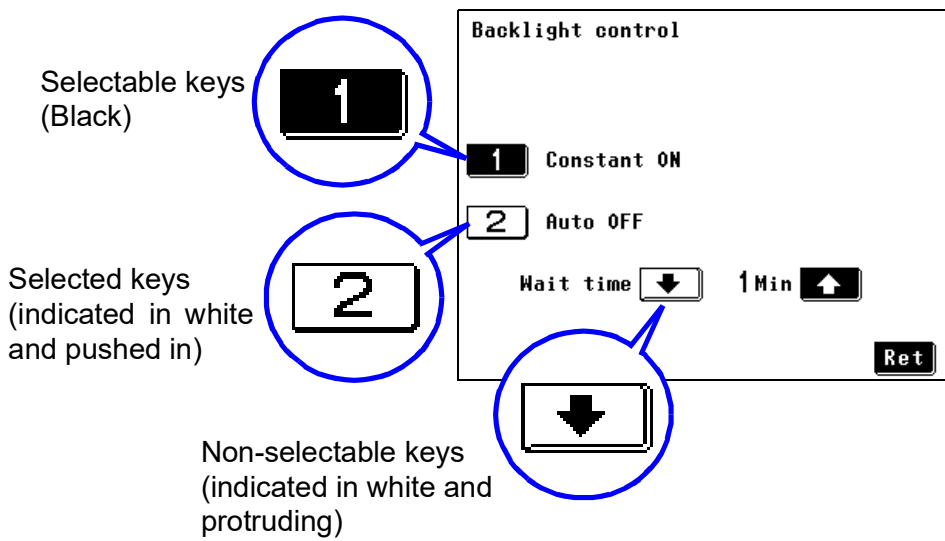 Backlight control
Selectable keys
(Black)
1
1 Constant ON
2 Auto OFF
Selected keys
(indicated in white
and pushed in)
2
Wait time 1 Min
Ret
Non-selectable keys
(indicated in white and
protruding)